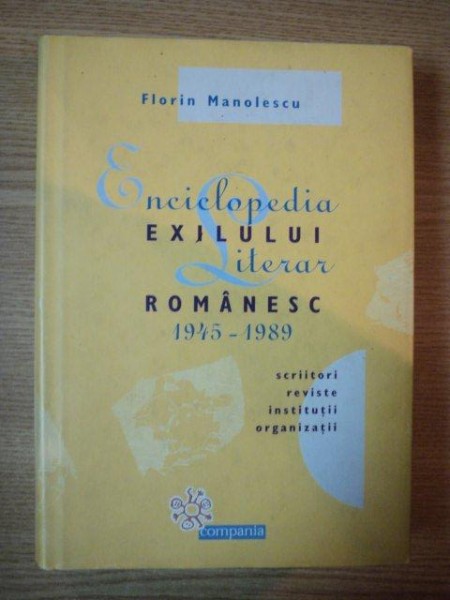 Florin Manolescu
Enciclopedia
EXILULUI
Literar
ROMÂNESC
1945 - 1989
scriitori
reviste
instituții
organizații
compania